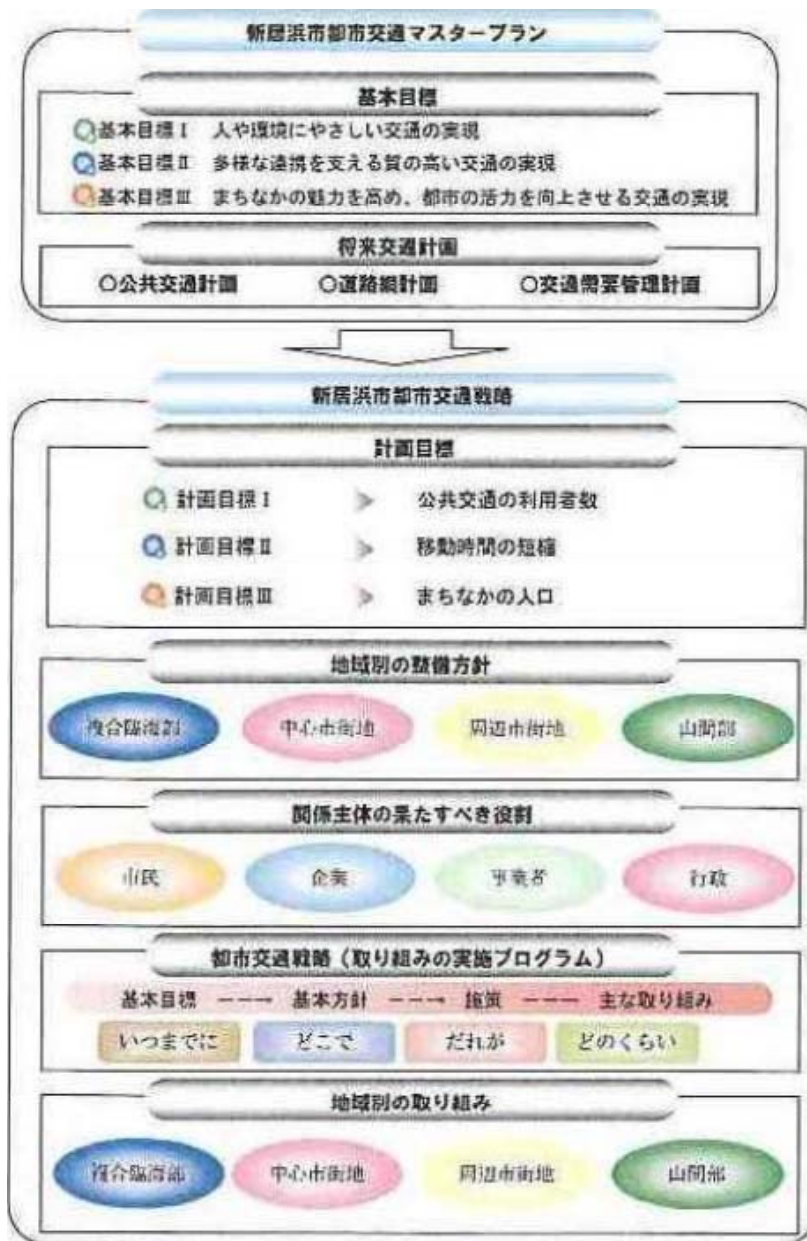 新居浜市都市交通マスタープラン
基本目標
基本目標Ⅰ 人や環境にやさしい交通の実現
基本目標Ⅱ 多様な連携を支える質の高い交通の実現
基本目標Ⅲ まちなかの魅力を高め、都市の活力を向上させる交通の実現
将来交通計画
○公共交通計画 ○道路網計画 ○交通需要管理計画
新居浜市都市交通戦略
計画目標
計画目標Ⅰ 公共交通の利用者数
計画目標Ⅱ 移動時間の短縮
計画目標Ⅲ まちなかの人口
地域別の整備方針
複合臨海部 中心市街地 周辺市街地 山間部
関係主体の果たすべき役割
市民 企業 事業者 行政
都市交通戦略(取り組みの実施プログラム)
基本目標 ---→ 基本方針 ---→ 施策 ---― 主な取り組み
いつまでに どこで だれが どのくらい
地域別の取り組み
複合臨海部 中心市街地 周辺市街地 山間部